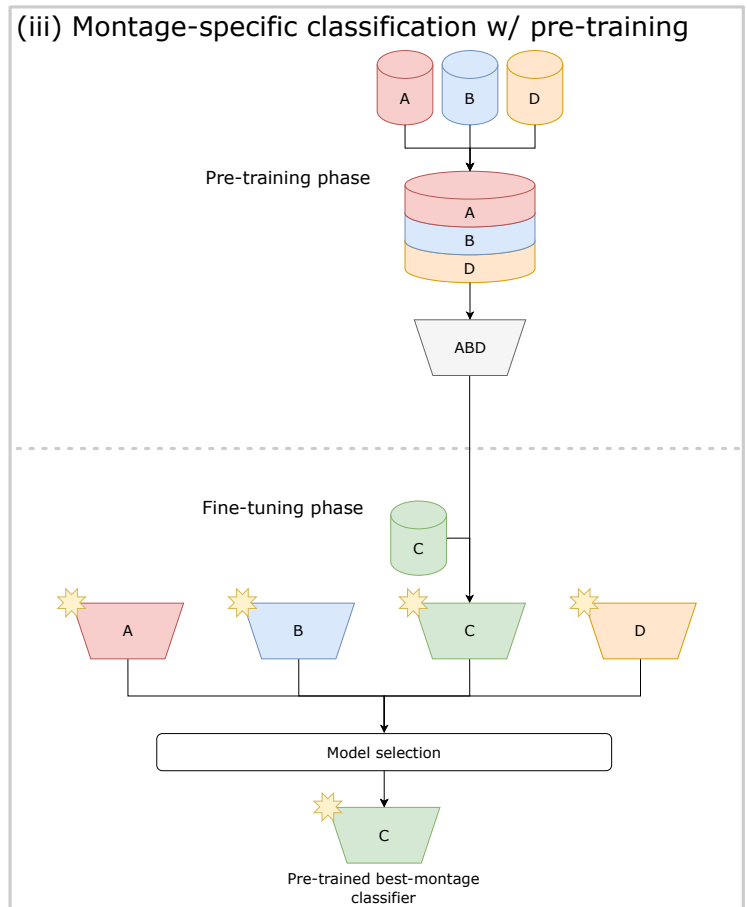 (iii) Montage-specific classification w/ pre-training
A B D
Pre-training phase
A
B
D
ABD
Fine-tuning phase
C
A B C D
Model selection
C
Pre-trained best-montage
classifier